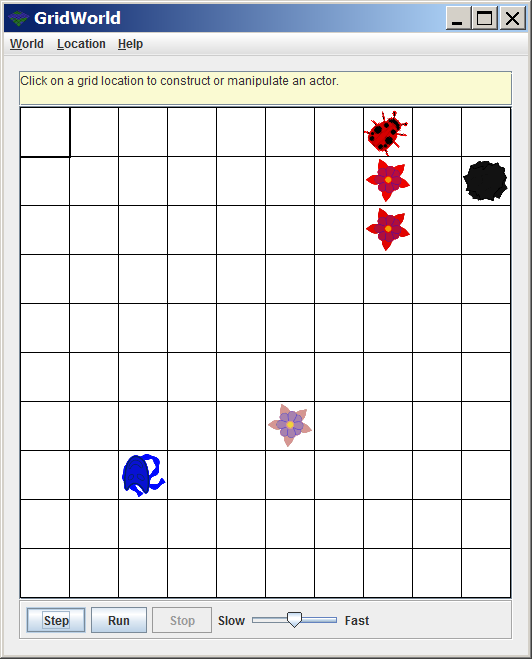 GridWorld
World Location Help
Click on a grid location to construct or manipulate an actor.
Step Run Stop Slow Fast